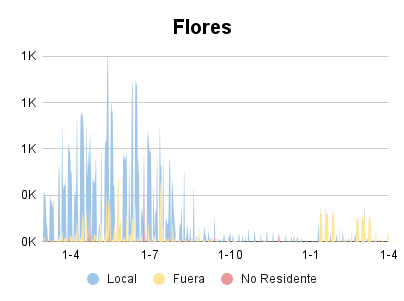 Flores
1K
1K
1K
0K
0K
1-4
1-7
1-10
1-1
1-4
Local
Fuera
No Residente